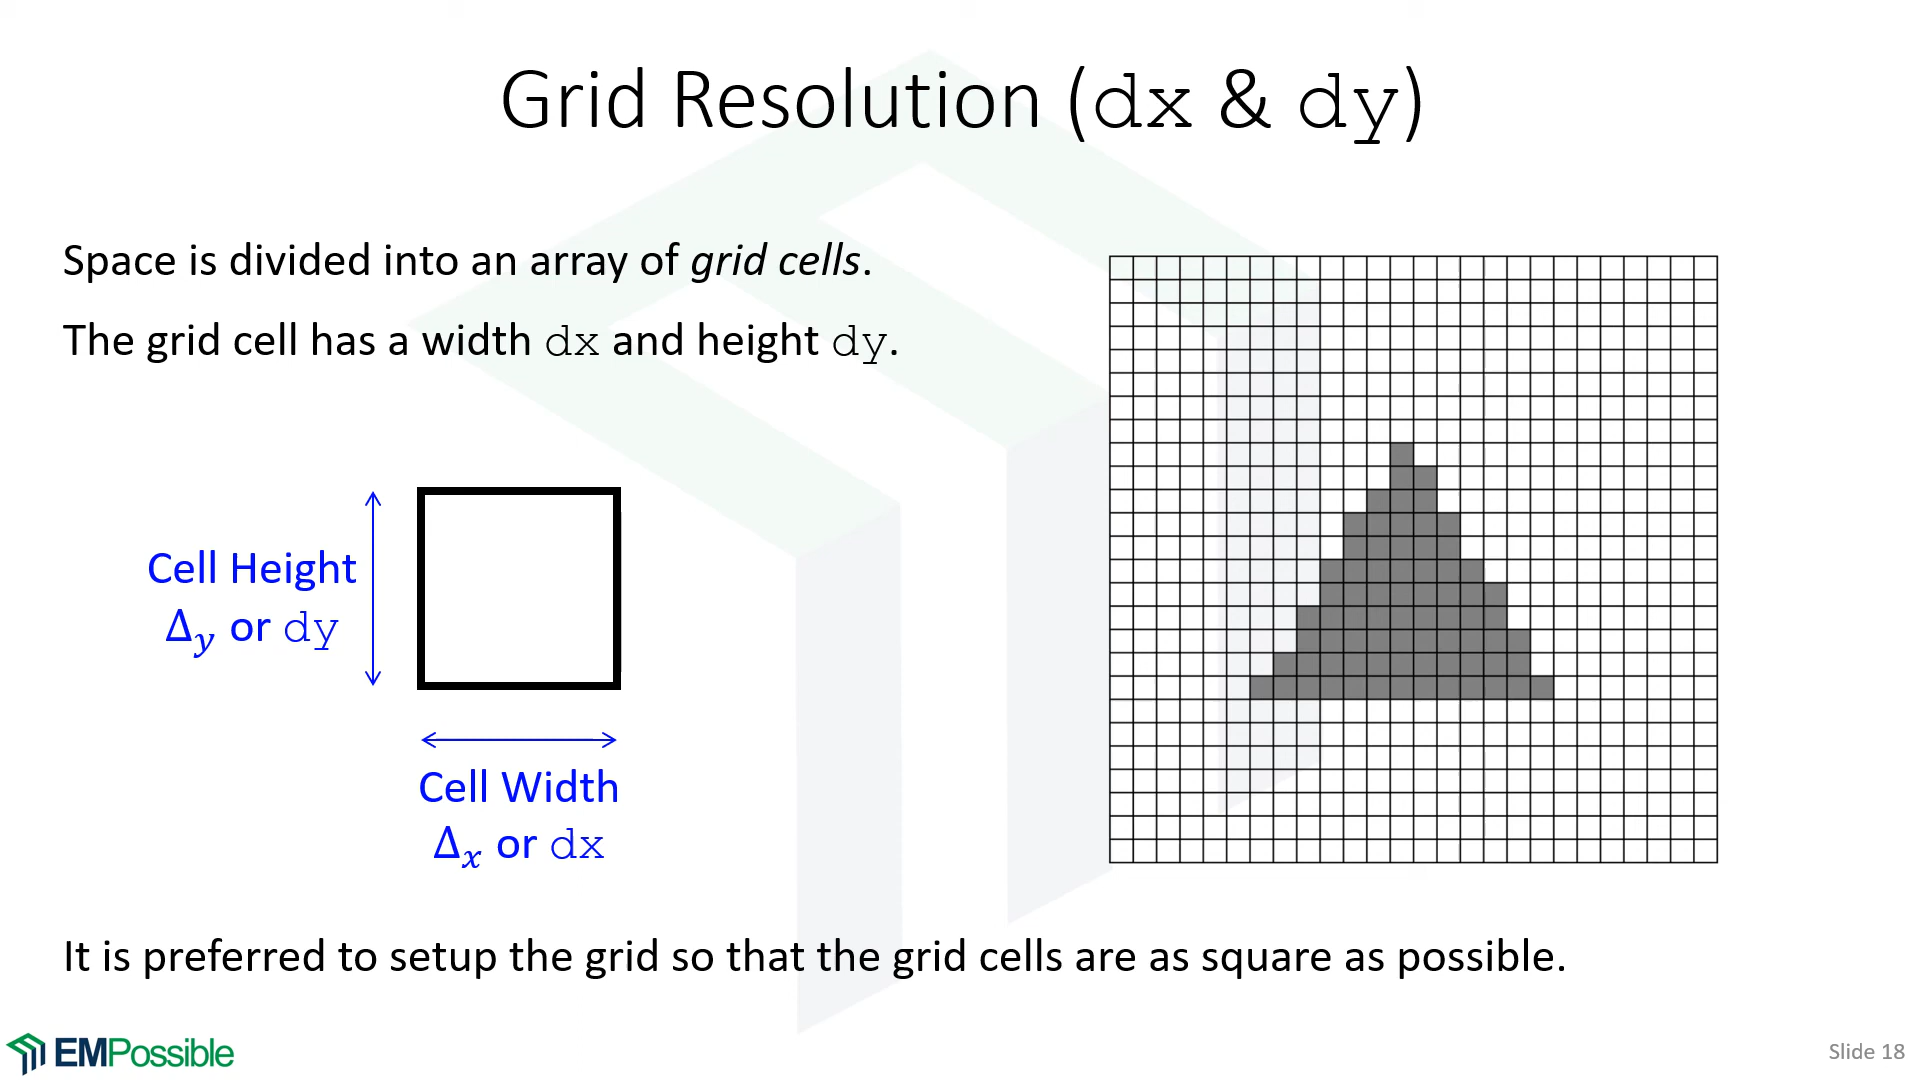 Grid Resolution (dx & dy)
Space is divided into an array of grid cells.
The grid cell has a width dx and height dy.
Cell Height
Δy or dy
Cell Width
Δx or dx
It is preferred to setup the grid so that the grid cells are as square as possible.
EMPossible
Slide 18